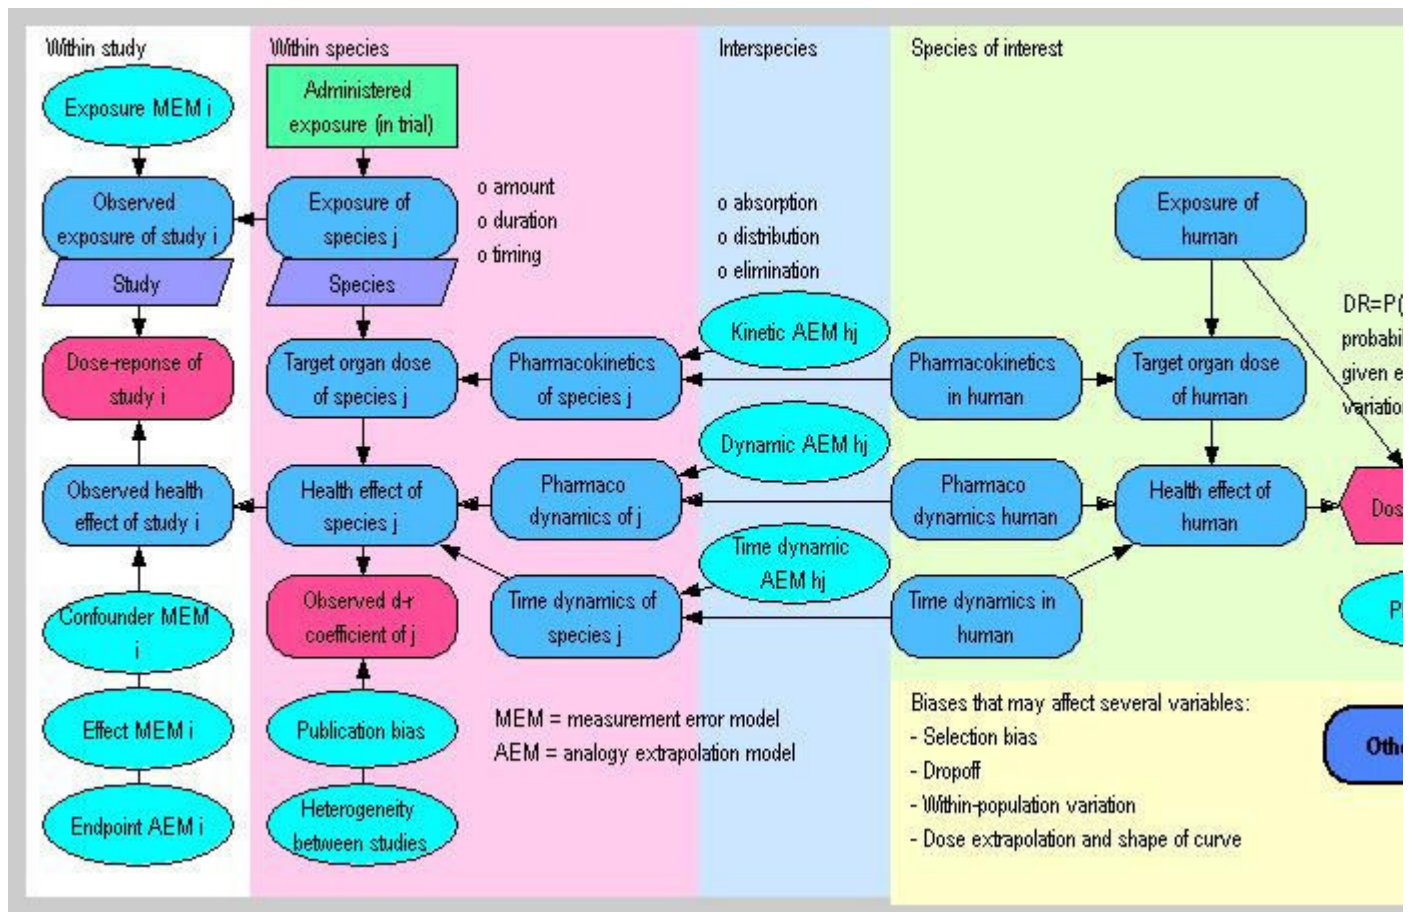 Within study
Exposure MEM i
Observed
exposure of study i
Study
Dose-reponse of
study i
Observed health
effect of study i
Confounder MEM
i
Effect MEM i
Endpoint AEM i
Within species
Administered
exposure (in trial)
Exposure of
species j
o amount
o duration
o timing
Species
Target organ dose
of species j
Pharmacokinetics
of species j
Health effect of
species j
Pharmaco
dynamics of j
Observed d-r
coefficient of j
Time dynamics of
species j
Publication bias
Heterogeneity
between studies
MEM = measurement error model
AEM = analogy extrapolation model
Interspecies
o absorption
o distribution
o elimination
Kinetic AEM hj
Dynamic AEM hj
Time dynamic
AEM hj
Species of interest
Exposure of
human
Pharmacokinetics
in human
Target organ dose
of human
Pharmaco
dynamics human
Health effect of
human
Time dynamics in
human
DR=P(
probabil
given e
variatio
Dos
P
Biases that may affect several variables:
- Selection bias
- Dropoff
- Within-population variation
- Dose extrapolation and shape of curve
Othe